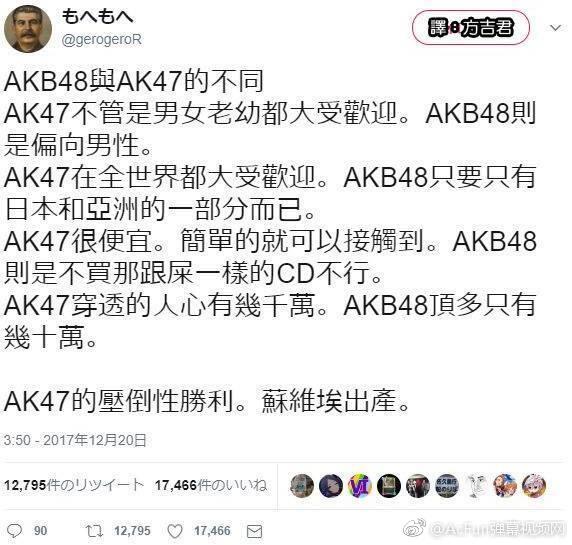 もへもへ
@gerogeroR
譯●方吉君
AKB48與AK47的不同
AK47不管是男女老幼都大受歡迎。AKB48則
是偏向男性。
AK47在全世界都大受歡迎。AKB48只要只有
日本和亞洲的一部分而已。
AK47很便宜。簡單的就可以接觸到。AKB48
則是不買那跟屎一樣的CD不行。
AK47穿透的人心有幾千萬。AKB48頂多只有
幾十萬。
AK47的壓倒性勝利。蘇維埃出產。
3:50 - 2017年12月20日
12,795件のリツイート 17,466件のいいね
90 12,795 17,466
@AcFun弹幕视频网